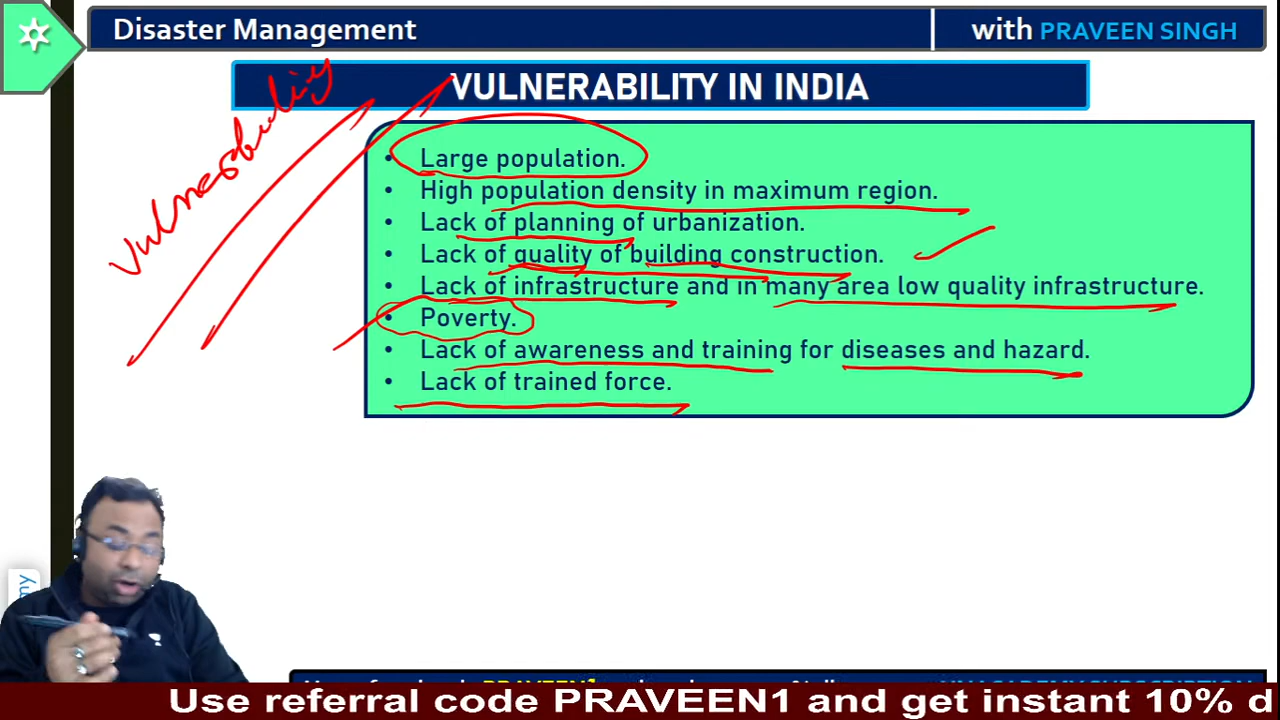 Disaster Management
with PRAVEEN SINGH
VULNERABILITY IN INDIA
Vulnerability
• Large population.
• High population density in maximum region.
• Lack of planning of urbanization.
• Lack of quality of building construction.
• Lack of infrastructure and in many area low quality infrastructure.
• Poverty.
• Lack of awareness and training for diseases and hazard.
• Lack of trained force.
my
Use referral code PRAVEEN1 and get instant 10% d